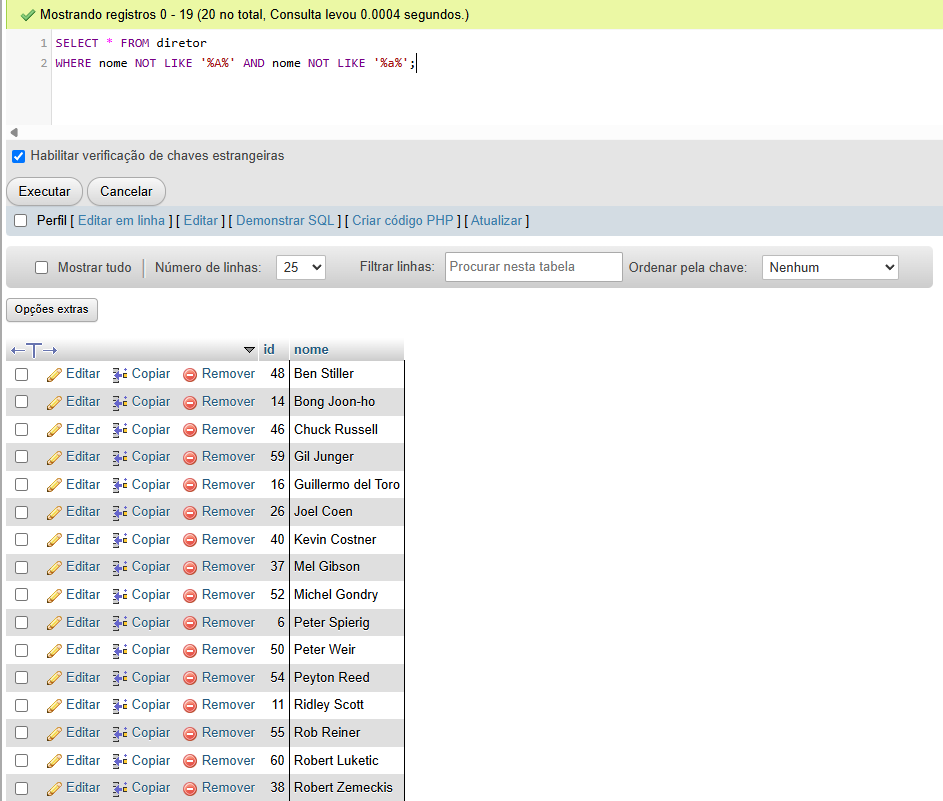 Mostrando registros 0 - 19 (20 no total, Consulta levou 0.0004 segundos.)
1 SELECT * FROM diretor
2 WHERE nome NOT LIKE '%A%' AND nome NOT LIKE '%a%';
Habilitar verificação de chaves estrangeiras
Executar Cancelar
Perfil [ Editar em linha ] [ Editar ] [ Demonstrar SQL ] [ Criar código PHP ] [ Atualizar ]
Mostrar tudo Número de linhas: 25 Filtrar linhas: Procurar nesta tabela Ordenar pela chave: Nenhum
Opções extras
←T→ id nome
Editar Copiar Remover 48 Ben Stiller
Editar Copiar Remover 14 Bong Joon-ho
Editar Copiar Remover 46 Chuck Russell
Editar Copiar Remover 59 Gil Junger
Editar Copiar Remover 16 Guillermo del Toro
Editar Copiar Remover 26 Joel Coen
Editar Copiar Remover 40 Kevin Costner
Editar Copiar Remover 37 Mel Gibson
Editar Copiar Remover 52 Michel Gondry
Editar Copiar Remover 6 Peter Spierig
Editar Copiar Remover 50 Peter Weir
Editar Copiar Remover 54 Peyton Reed
Editar Copiar Remover 11 Ridley Scott
Editar Copiar Remover 55 Rob Reiner
Editar Copiar Remover 60 Robert Luketic
Editar Copiar Remover 38 Robert Zemeckis